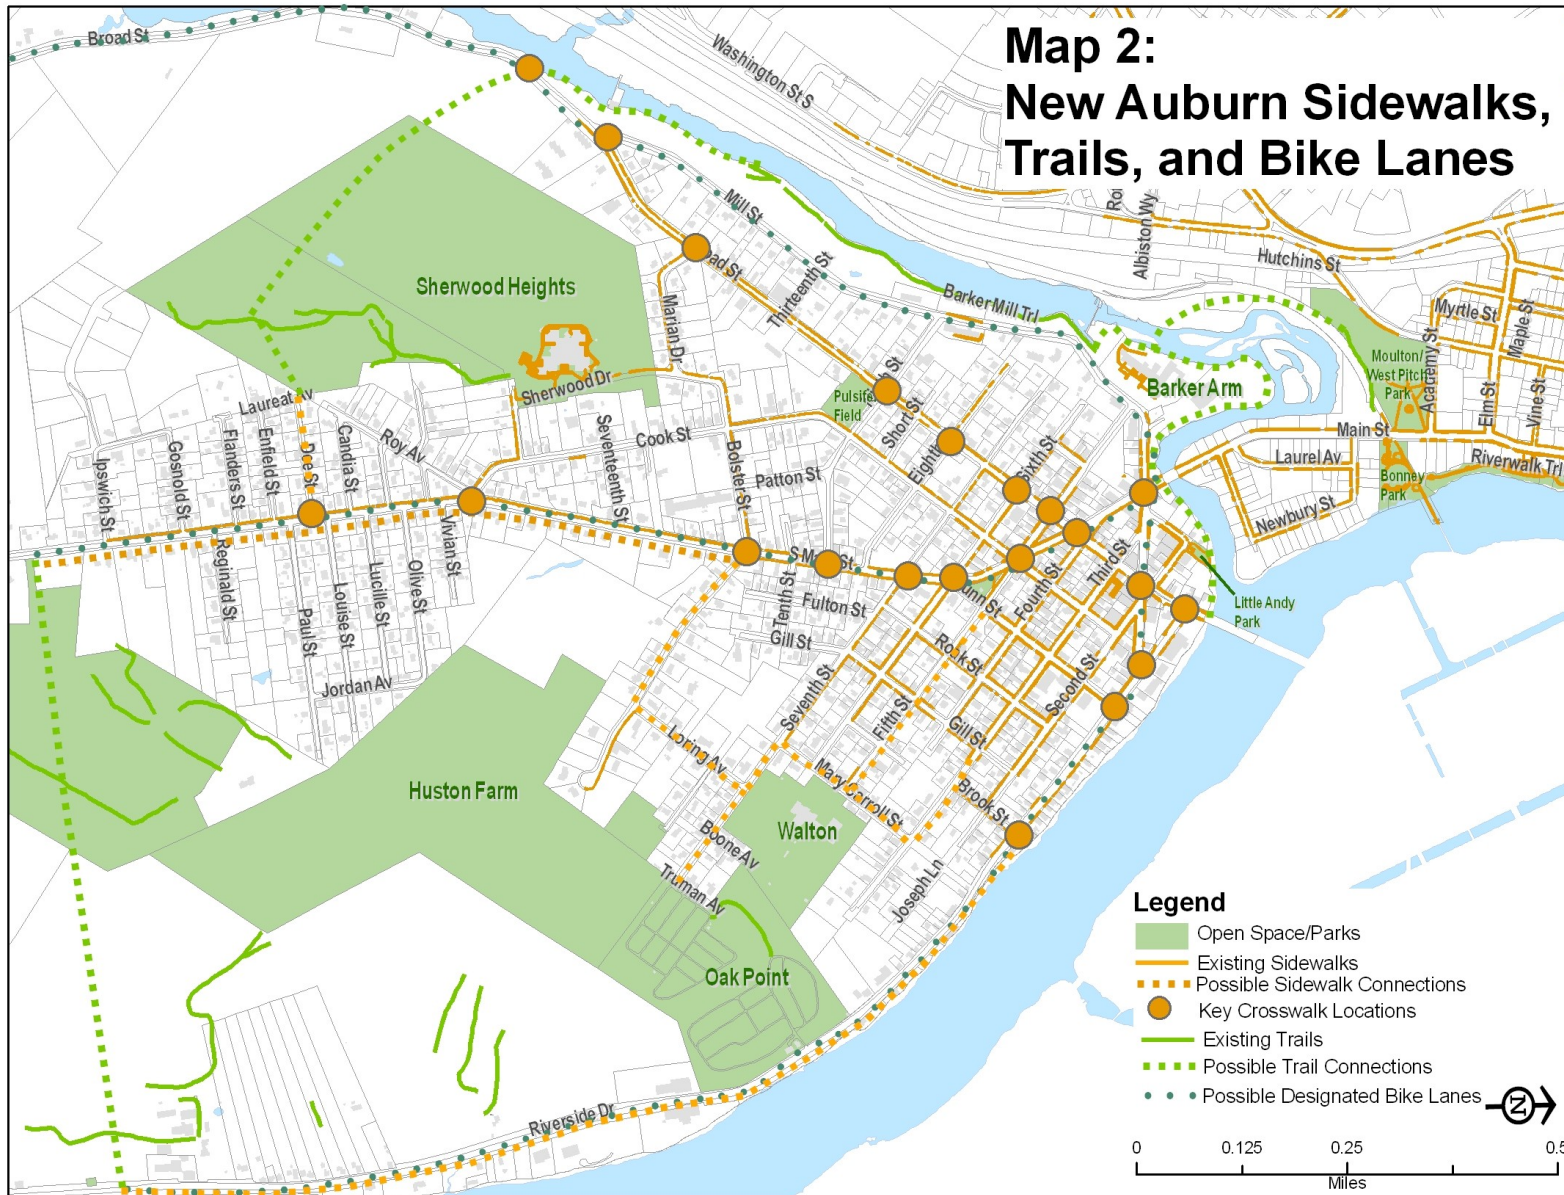 Map 2:
New Auburn Sidewalks,
Trails, and Bike Lanes
Broad St
Washington St S
Albiston Wy
Hutchins St
Mill St
Sherwood Heights
Marian Dr
Thirteenth St
Barker Mill Trl
Myrtle St
Maple St
Academy St
Moulton/
West Pitch
Park
Barker Arm
Elm St
Vine St
Sherwood Dr
Pulsifer
Field
Short St
Laureat Av
Main St
Laurel Av
Riverwalk Trl
Bonney
Park
Newbury St
Ipswich St
Gosnold St
Flanders St
Enfield St
Doe St
Candia St
Roy Av
Seventeenth St
Cook St
Bolster St
Patton St
Sixth St
Vivian St
Reginald St
Paul St
Louise St
Lucille St
Olive St
Jordan Av
Tenth St
Fulton St
Gill St
Fourth St
Third St
Little Andy
Park
Rook St
Second St
Seventh St
Fifth St
Gill St
Loring Av
Mary Carroll St
Brook St
Huston Farm
Walton
Boone Av
Truman Av
Joseph Ln
Oak Point
Riverside Dr
Legend
Open Space/Parks
Existing Sidewalks
Possible Sidewalk Connections
Key Crosswalk Locations
Existing Trails
Possible Trail Connections
Possible Designated Bike Lanes
N
0 0.125 0.25
Miles